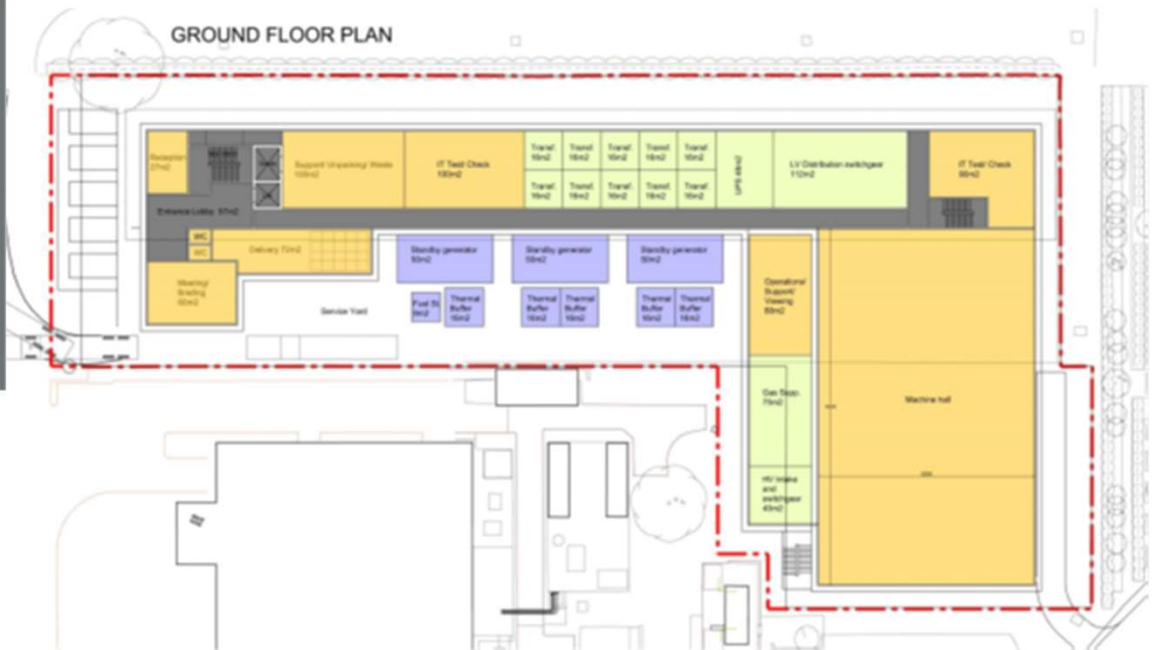 GROUND FLOOR PLAN
Reception
27m2
Support/ Unpacking/ Waste
100m2
IT Test/ Check
100m2
Transf.
16m2
Transf.
16m2
Transf.
16m2
Transf.
16m2
Transf.
16m2
Transf.
16m2
Transf.
16m2
Transf.
16m2
Transf.
16m2
Transf.
16m2
UPS
LV Distribution switchgear
112m2
IT Test/ Check
Entrance Lobby
WC
WC
Delivery 72m2
Meeting/
Standby generator
50m2
Standby generator
50m2
Standby generator
50m2
Fuel St.
Thermal
Buffer
16m2
Thermal
Buffer
16m2
Thermal
Buffer
16m2
Thermal
Buffer
16m2
Thermal
Buffer
16m2
Service Yard
Operations/
Support/
Viewing
Gas Supp.
HV Intake
and
switchgear
Machine hall